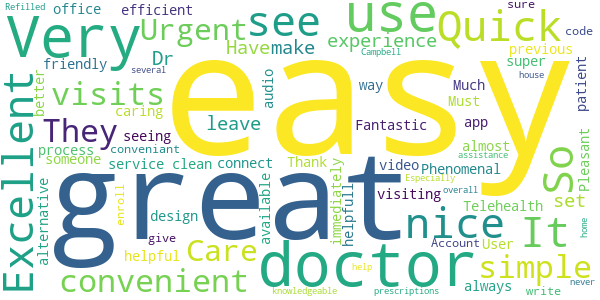 Refilled
office
efficient
Very
Urgent
see
use
Quick
sure
code
Dr
Have
make
experience
Campbell
previous
friendly
several
super
house
easy
better
visits
caring
audio
way
Much
Must
patient
They
seeing
leave
Fantastic
app
almost
Excellent
process
conveniant
someone
service
clean
connect
Thank
video
Phenomenal
assistance
So
Pleasant
great
alternative
enroll
design
give
available
immediately
helpfull
Especially
visiting
overall
nice
Telehealth
set
It
Account
User
home
helpful
Care
convenient
doctor
help
always
simple
knowledgeable
prescriptions
write
never